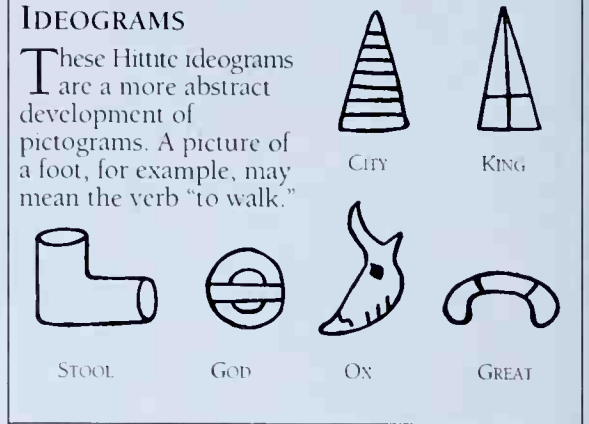 IDEOGRAMS
These Hittite ideograms
are a more abstract
development of
pictograms. A picture of
a foot, for example, may
mean the verb “to walk.”
CITY
KING
STOOL
GOD
OX
GREAT